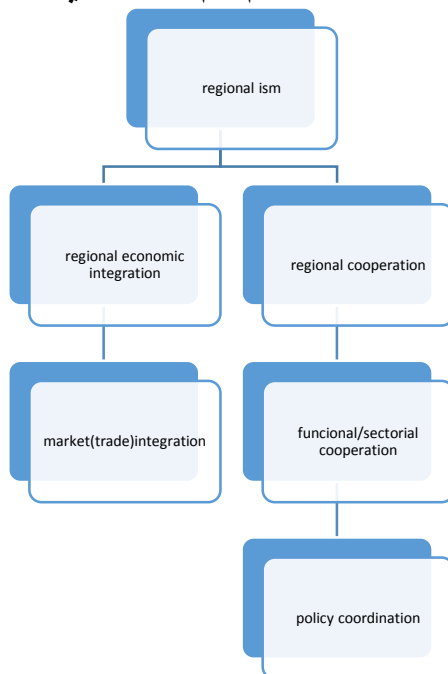 regional ism
regional economic
integration
regional cooperation
market(trade)integration
funcional/sectorial
cooperation
policy coordination